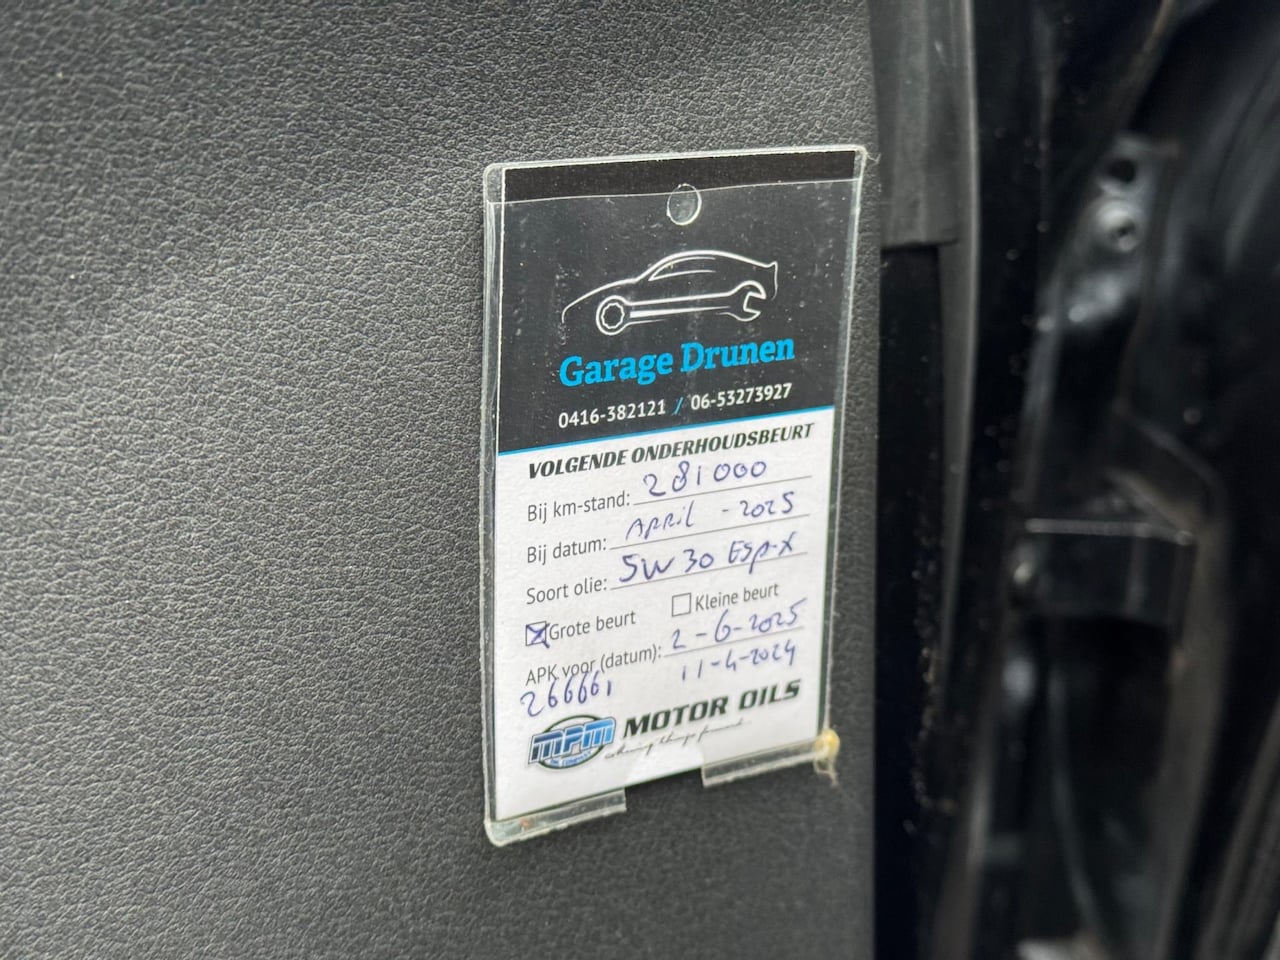 Garage Drunen
0416-382121 / 06-53273927
VOLGENDE ONDERHOUDSBEURT
Bij km-stand: 281000
Bij datum: April - 2025
Soort olie: 5W30 Esp-X
Grote beurt Kleine beurt
APK voor (datum): 2-6-2025
266661 11-4-2024
MPM MOTOR OILS